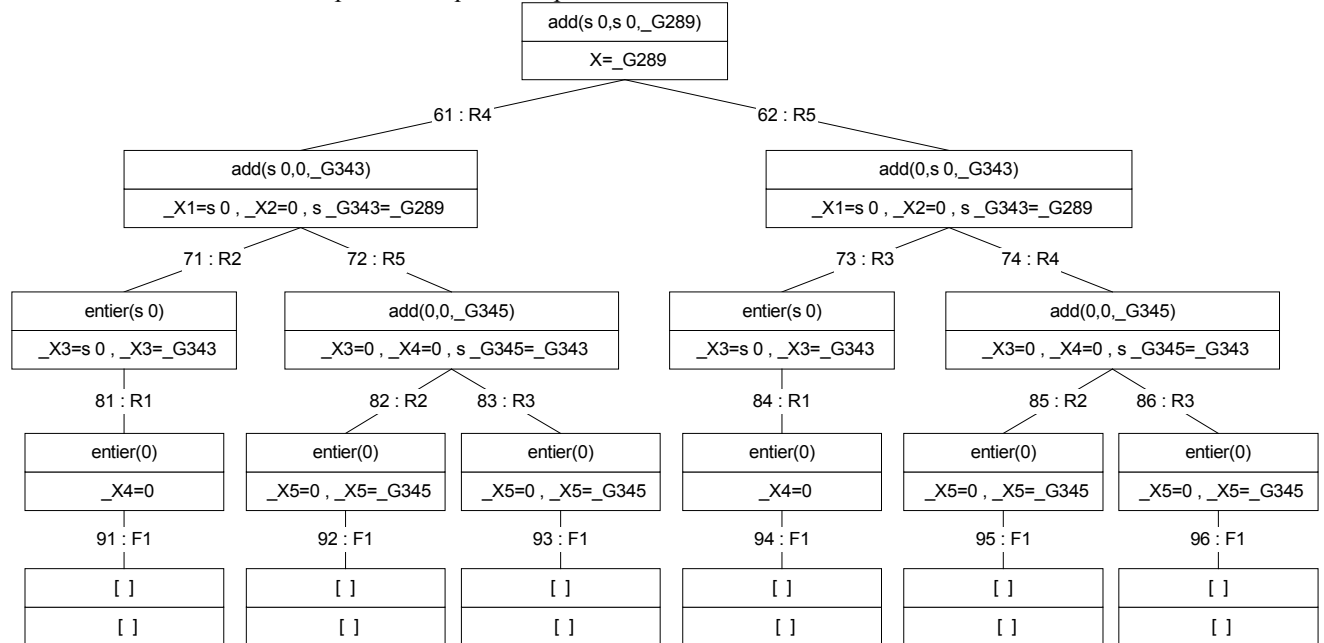 add(s 0,s 0,_G289)
X=_G289
61 : R4 62 : R5
add(s 0,0,_G343) add(0,s 0,_G343)
_X1=s 0 , _X2=0 , s _G343=_G289 _X1=s 0 , _X2=0 , s _G343=_G289
71 : R2 72 : R5 73 : R3 74 : R4
entier(s 0) add(0,0,_G345) entier(s 0) add(0,0,_G345)
_X3=s 0 , _X3=_G343 _X3=0 , _X4=0 , s _G345=_G343 _X3=s 0 , _X3=_G343 _X3=0 , _X4=0 , s _G345=_G343
81 : R1 82 : R2 83 : R3 84 : R1 85 : R2 86 : R3
entier(0) entier(0) entier(0) entier(0) entier(0) entier(0)
_X4=0 _X5=0 , _X5=_G345 _X5=0 , _X5=_G345 _X4=0 _X5=0 , _X5=_G345 _X5=0 , _X5=_G345
91 : F1 92 : F1 93 : F1 94 : F1 95 : F1 96 : F1
[ ] [ ] [ ] [ ] [ ] [ ]
[ ] [ ] [ ] [ ] [ ] [ ]